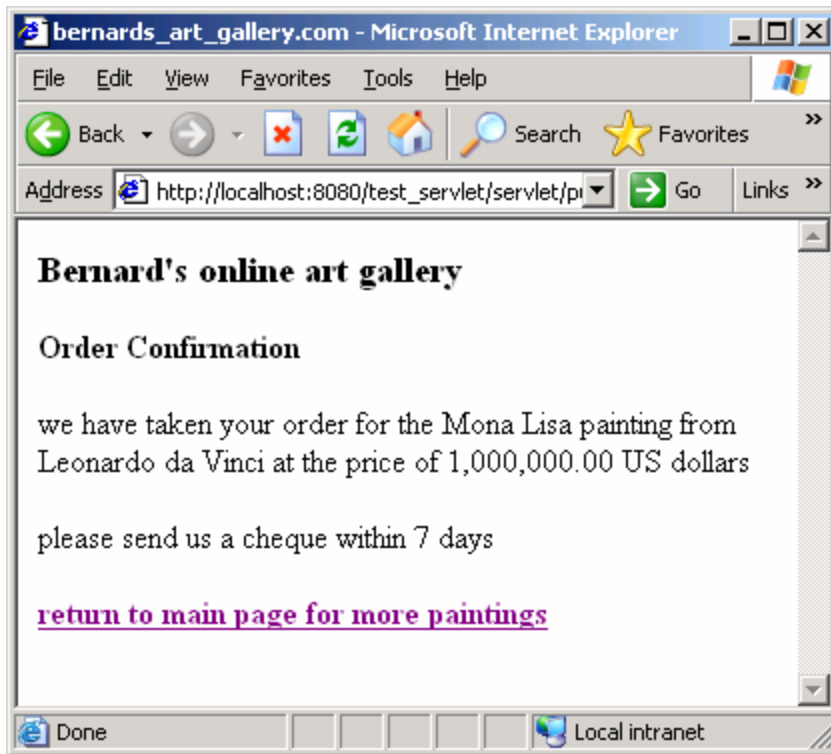 bernards_art_gallery.com - Microsoft Internet Explorer
File Edit View Favorites Tools Help
Back Search Favorites »
Address http://localhost:8080/test_servlet/servlet/ Go Links »
Bernard's online art gallery
Order Confirmation
we have taken your order for the Mona Lisa painting from
Leonardo da Vinci at the price of 1,000,000.00 US dollars
please send us a cheque within 7 days
return to main page for more paintings
Done Local intranet